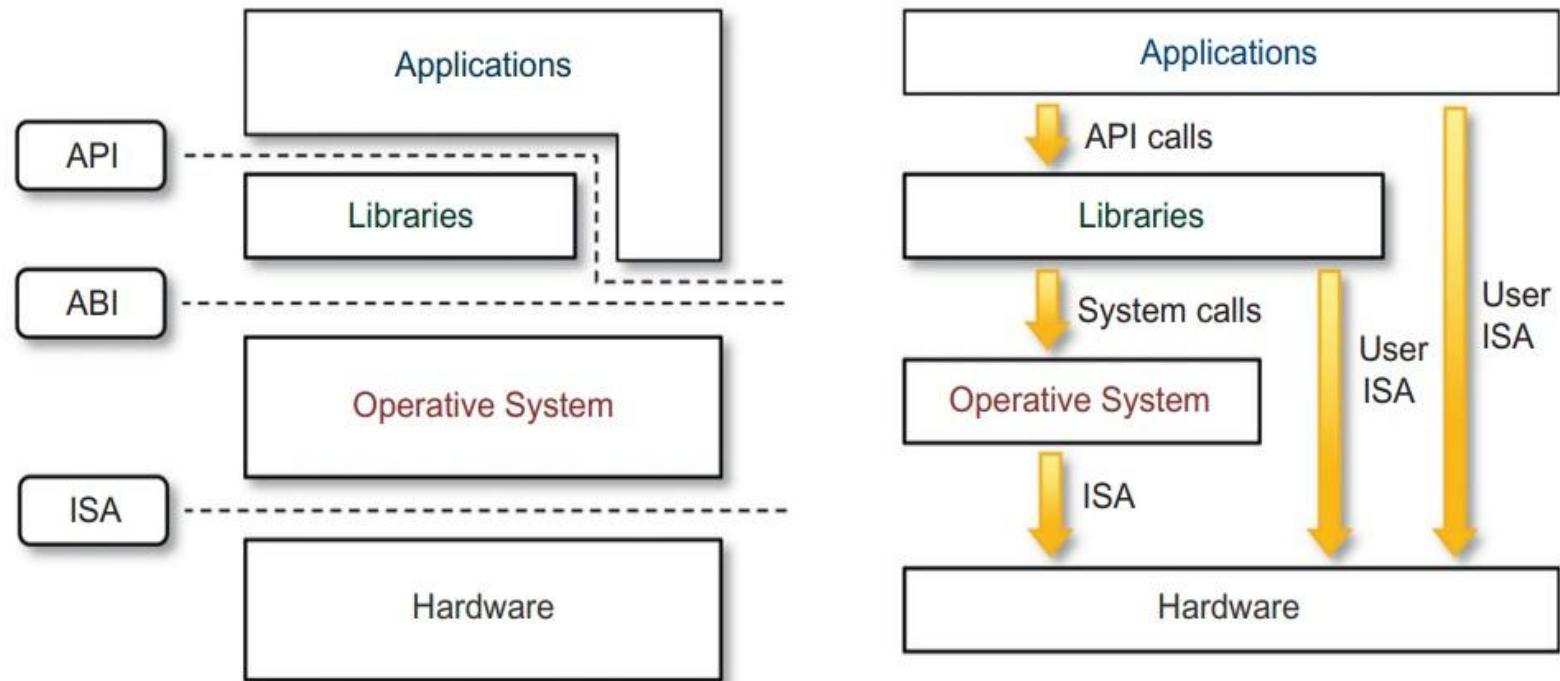 Applications
API
Libraries
ABI
Operative System
ISA
Hardware
Applications
API calls
Libraries
System calls
User
ISA
User
ISA
Operative System
ISA
Hardware